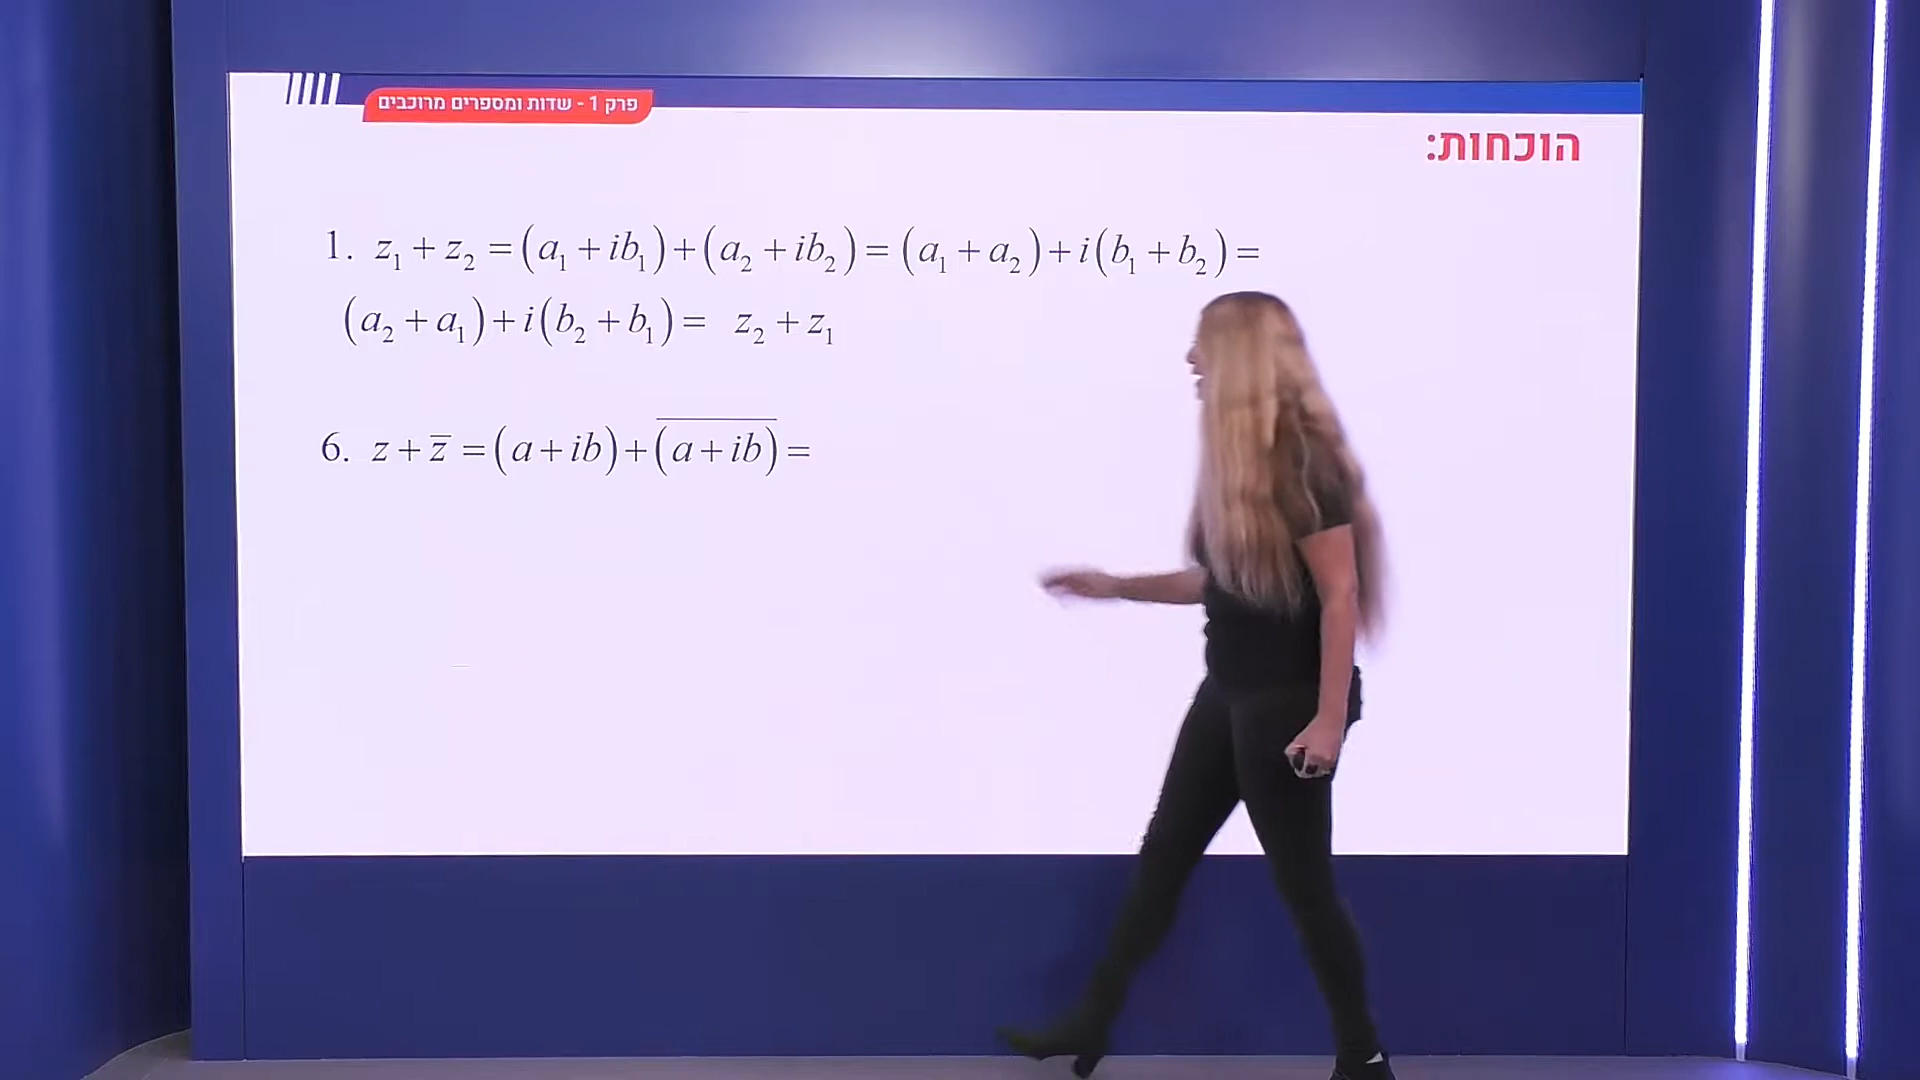 פרק 1 - שדות ומספרים מרוכבים
הוכחות:
1. z₁ + z₂ = (a₁ + ib₁) + (a₂ + ib₂) = (a₁ + a₂) + i(b₁ + b₂) =
(a₂ + a₁) + i(b₂ + b₁) = z₂ + z₁
6. z + z̅ = (a + ib) + \overline{(a + ib)} =